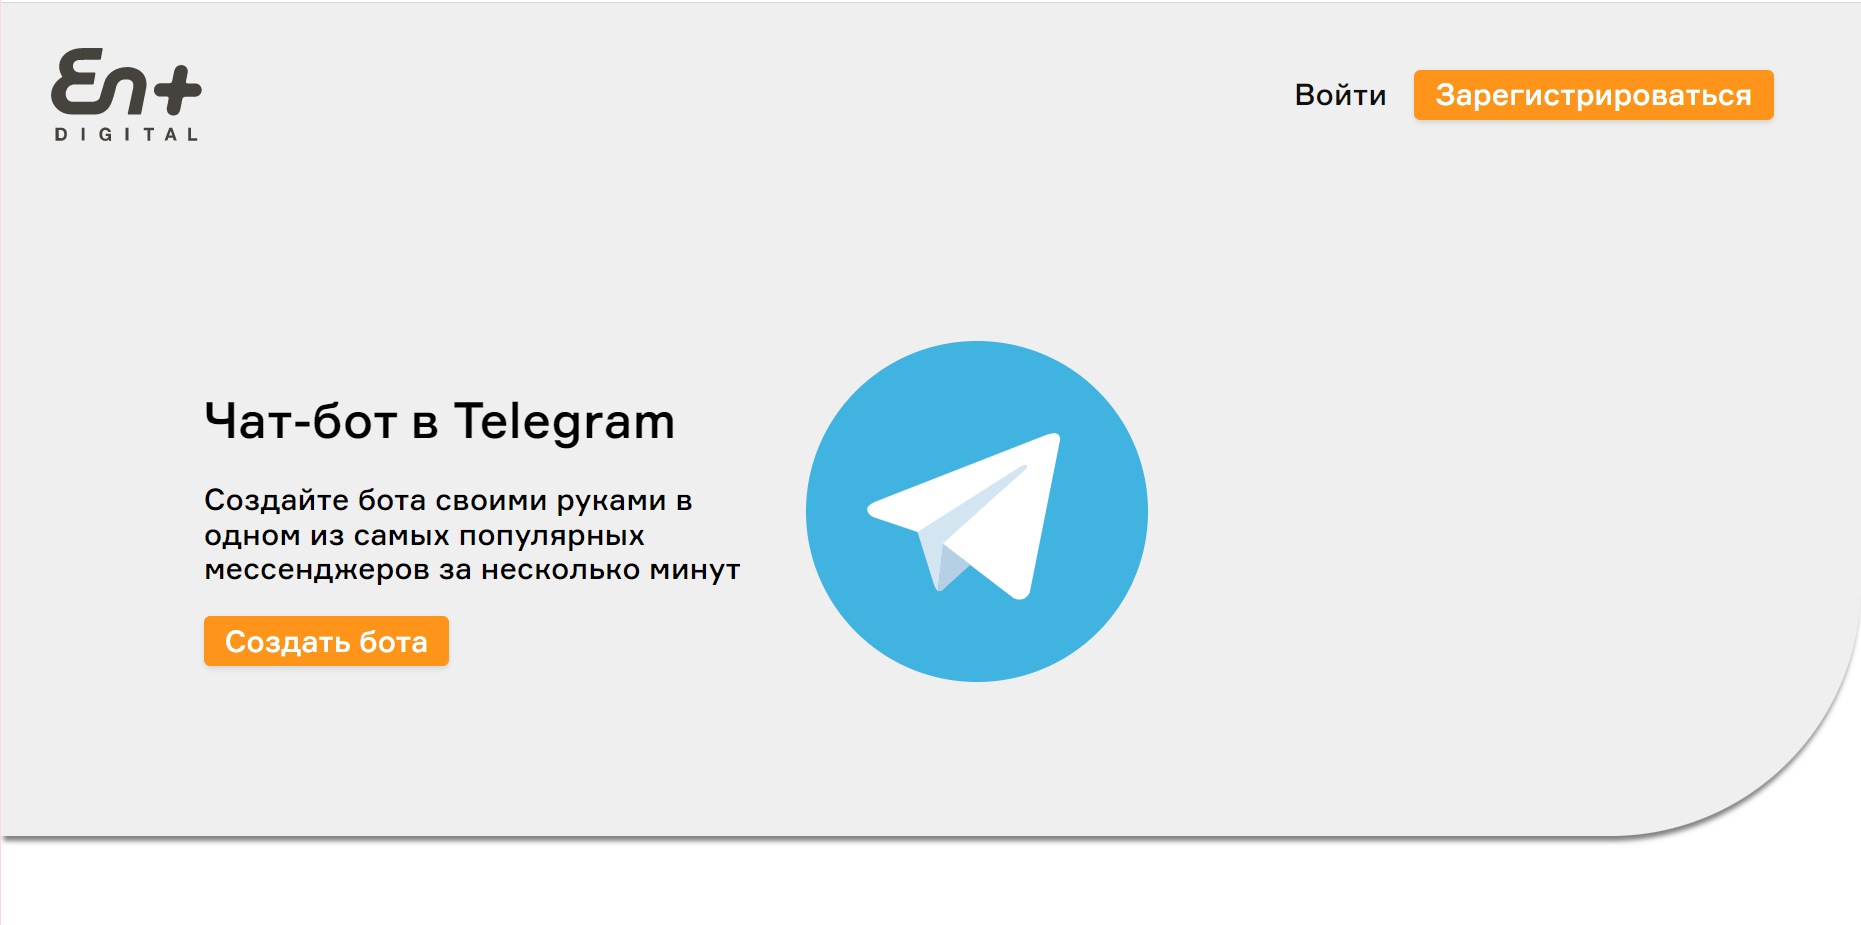 En+
DIGITAL
Войти
Зарегистрироваться
Чат-бот в Telegram
Создайте бота своими руками в
одном из самых популярных
мессенджеров за несколько минут
Создать бота